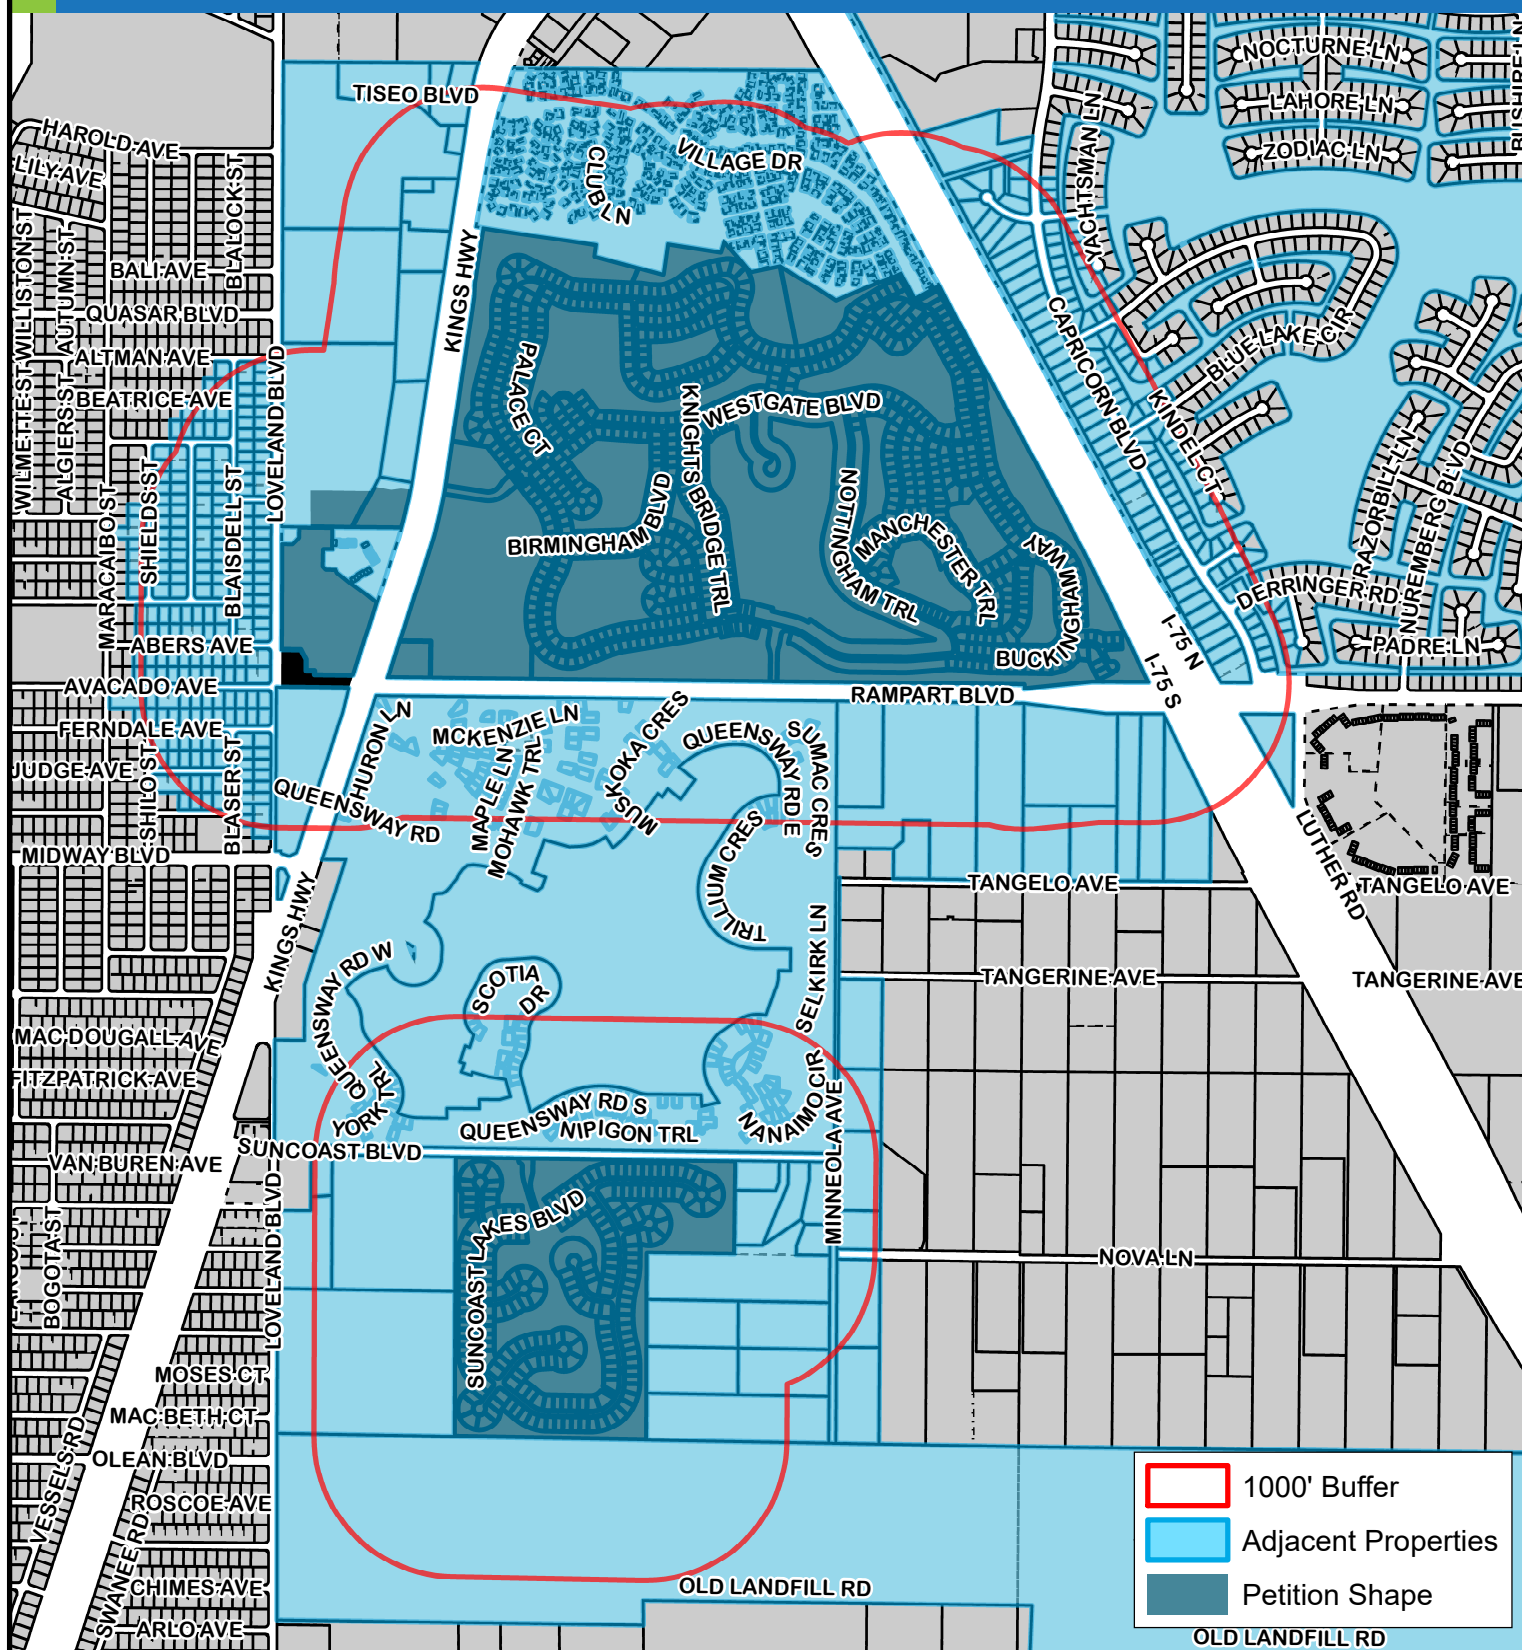 NOCTURNE LN
BUSHIRE LN
TISEO BLVD
LAHORE LN
HAROLD AVE
YACHTSMAN LN
ZODIAC LN
LILY AVE
CLUB LN
VILLAGE DR
BLALOCK ST
WILLISTON ST
AUTUMN ST
BALI AVE
QUASAR BLVD
KINGS HWY
CAPRICORN BLVD
BLUE LAKE CIR
ALTMAN AVE
WILMETTE ST
ALGIERS ST
BEATRICE AVE
LOVELAND BLVD
PALACE CT
KNIGHTS BRIDGE TRL
WESTGATE BLVD
KINDEL CT
RAZORBILL LN
NUREMBERG BLVD
MARACAIBO ST
SHIELDS ST
BLAISDELL ST
BIRMINGHAM BLVD
NOTTINGHAM TRL
MANCHESTER TRL
BUCKINGHAM WAY
DERRINGER RD
ABERS AVE
I-75 N
PADRE LN
I-75 S
AVACADO AVE
RAMPART BLVD
FERNDALE AVE
HURON LN
MCKENZIE LN
MUSKOKA CRES
QUEENSWAY RD E
SUMAC CRES
JUDGE AVE
SHILO ST
BLASER ST
QUEENSWAY RD
MAPLE LN
MOHAWK TRL
TRILLIUM CRES
LUTHER RD
MIDWAY BLVD
TANGELO AVE
TANGELO AVE
KINGS HWY
QUEENSWAY RD W
SCOTIA
DR
SELKIRK LN
TANGERINE AVE
TANGERINE AVE
MAC DOUGALL AVE
FITZPATRICK AVE
YORK TRL
QUEENSWAY RD S
NIPIGON TRL
NANAIMO CIR
MINNEOLA AVE
SUNCOAST BLVD
VAN BUREN AVE
BOGOTA ST
LOVELAND BLVD
SUNCOAST LAKES BLVD
NOVA LN
MOSES CT
MAC BETH CT
OLEAN BLVD
VESSELS RD
ROSCOE AVE
SWANEE RD
CHIMES AVE
ARLO AVE
OLD LANDFILL RD
1000' Buffer
Adjacent Properties
Petition Shape
OLD LANDFILL RD